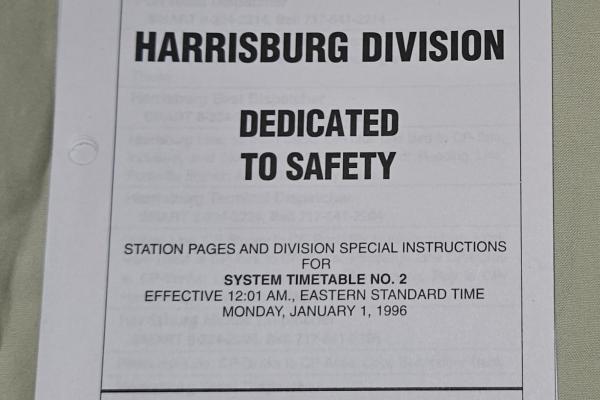 HARRISBURG DIVISION
DEDICATED
TO SAFETY
STATION PAGES AND DIVISION SPECIAL INSTRUCTIONS
FOR
SYSTEM TIMETABLE NO. 2
EFFECTIVE 12:01 AM., EASTERN STANDARD TIME
MONDAY, JANUARY 1, 1996